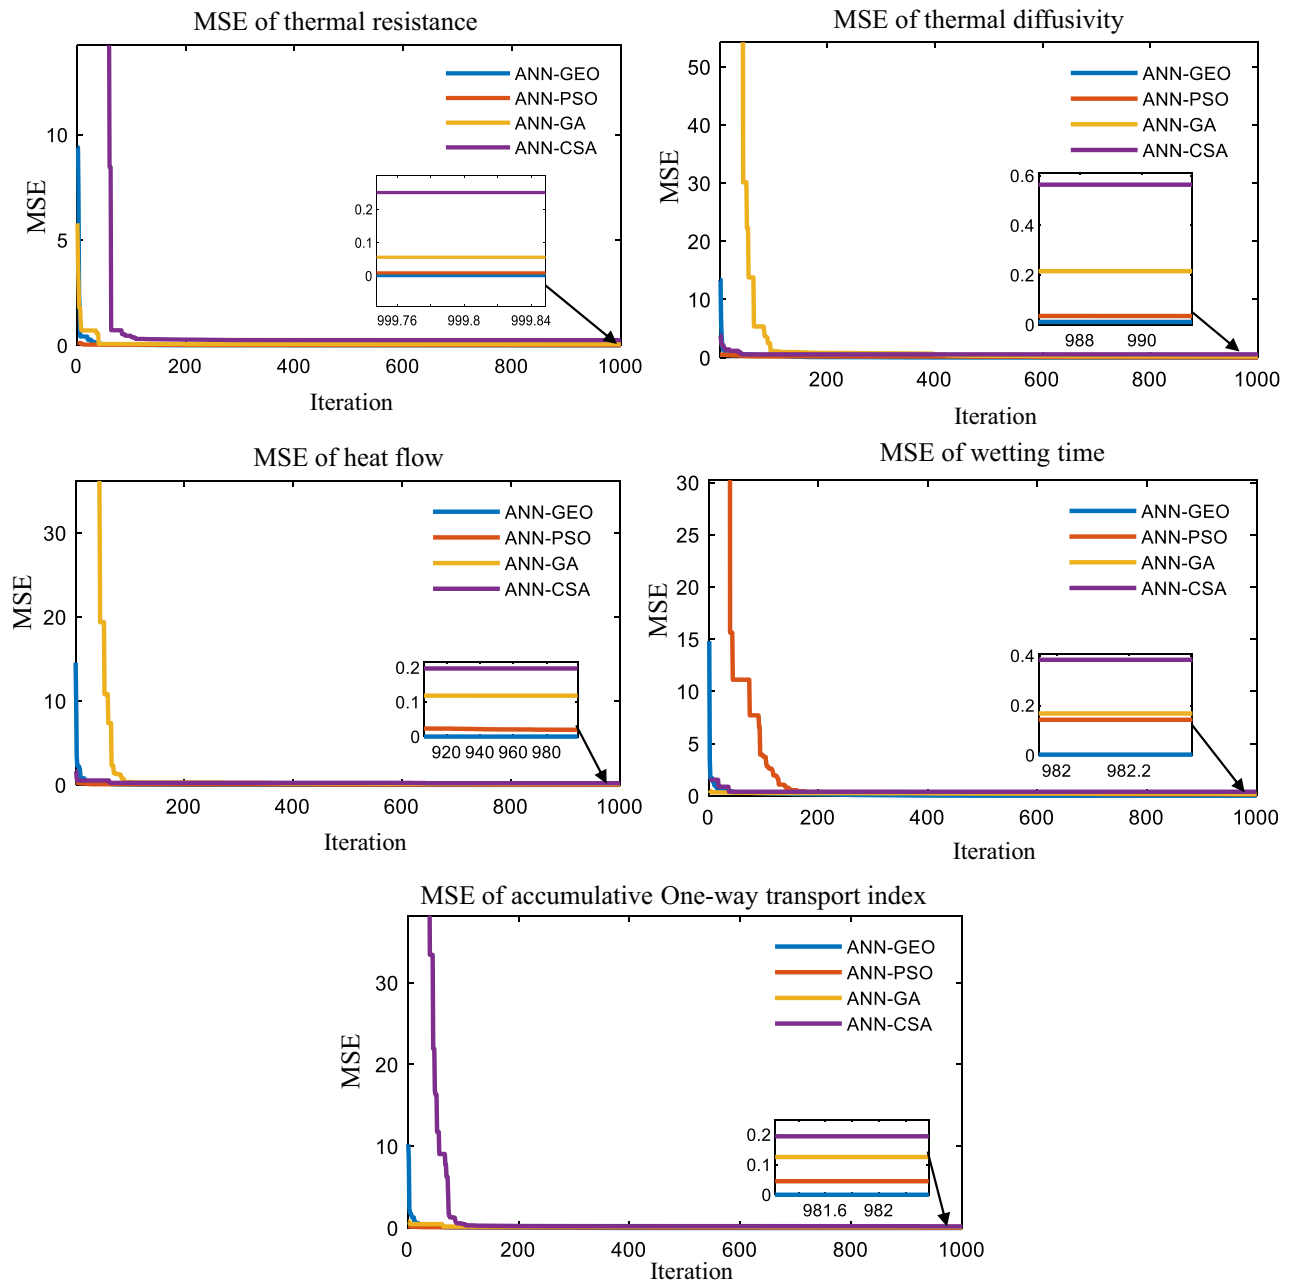 MSE of thermal resistance
MSE
10
5
0
ANN-GEO
ANN-PSO
ANN-GA
ANN-CSA
0.2
0.1
0
999.76 999.8 999.84
0 200 400 600 800 1000
Iteration
MSE of thermal diffusivity
MSE
50
40
30
20
10
0
ANN-GEO
ANN-PSO
ANN-GA
ANN-CSA
0.6
0.4
0.2
0
988 990
200 400 600 800 1000
Iteration
MSE of heat flow
MSE
30
20
10
0
ANN-GEO
ANN-PSO
ANN-GA
ANN-CSA
0.2
0.1
0
920 940 960 980
200 400 600 800 1000
Iteration
MSE of wetting time
MSE
30
25
20
15
10
5
0
ANN-GEO
ANN-PSO
ANN-GA
ANN-CSA
0.4
0.2
0
982 982.2
0 200 400 600 800 1000
Iteration
MSE of accumulative One-way transport index
MSE
30
20
10
0
ANN-GEO
ANN-PSO
ANN-GA
ANN-CSA
0.2
0.1
0
981.6 982
0 200 400 600 800 1000
Iteration